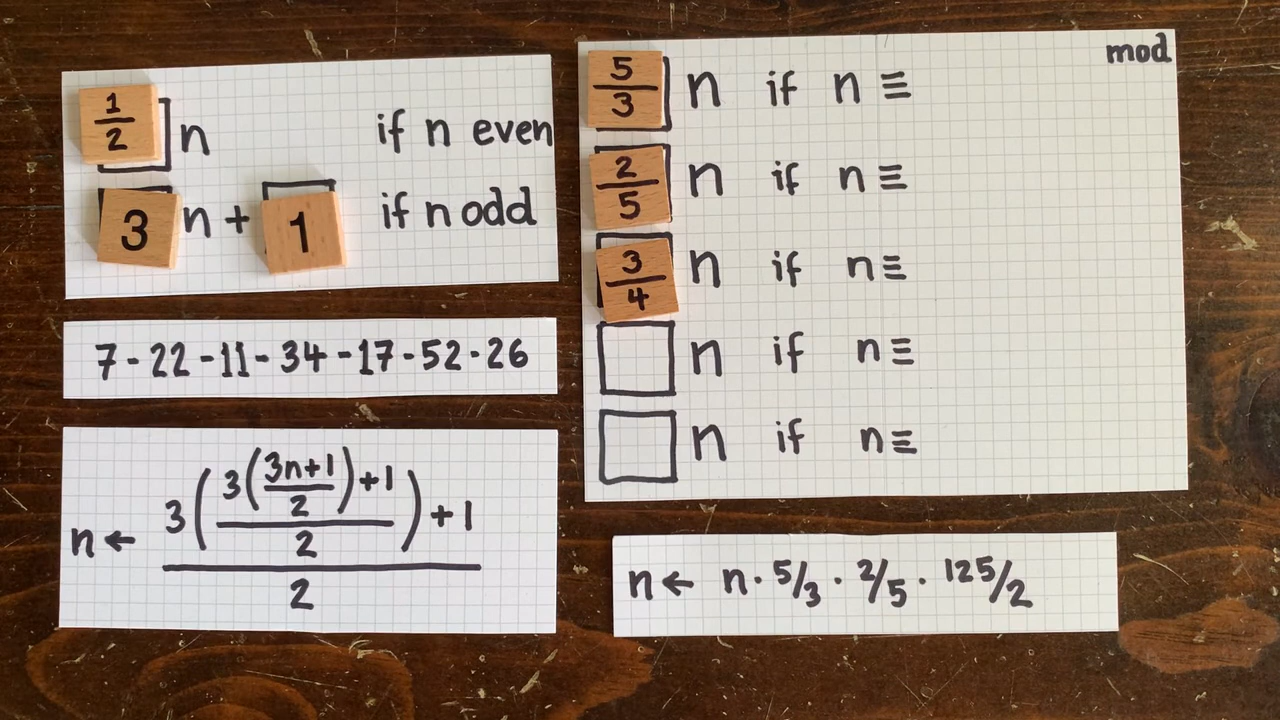 1/2 n if n even
3 n + 1 if n odd
7 - 22 - 11 - 34 - 17 - 52 - 26
n ← (3((3((3n+1)/2)+1)/2)+1)/2
mod
5/3 n if n ≡
2/5 n if n ≡
3/4 n if n ≡
n if n ≡
n if n ≡
n ← n · 5/3 · 2/5 · 125/2